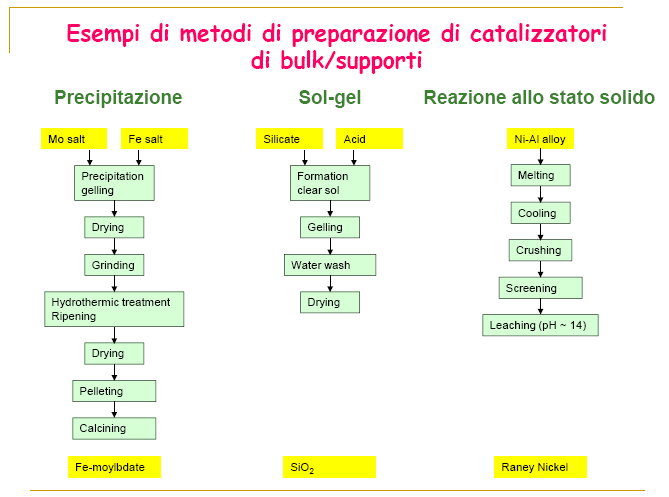 Esempi di metodi di preparazione di catalizzatori
di bulk/supporti
Precipitazione
Mo salt
Fe salt
Precipitation
gelling
Drying
Grinding
Hydrothermic treatment
Ripening
Drying
Pelleting
Calcining
Fe-moylbdate
Sol-gel
Silicate
Acid
Formation
clear sol
Gelling
Water wash
Drying
SiO2
Reazione allo stato solido
Ni-Al alloy
Melting
Cooling
Crushing
Screening
Leaching (pH ~ 14)
Raney Nickel